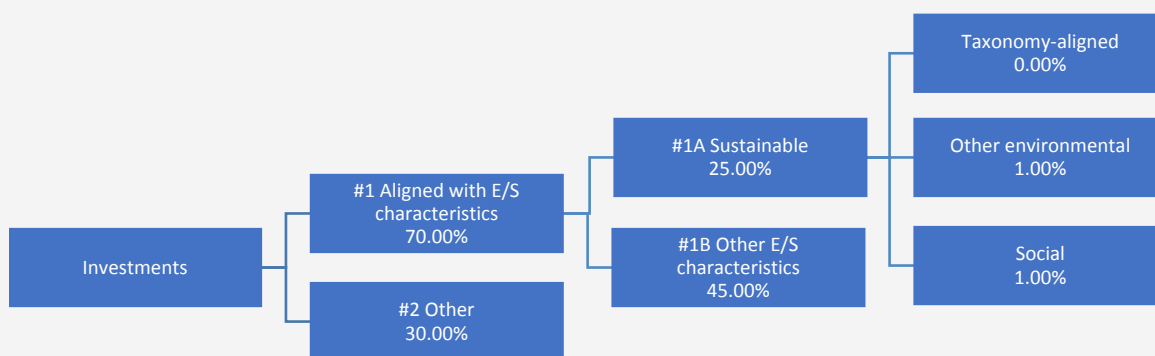 Investments
#1 Aligned with E/S
characteristics
70.00%
#2 Other
30.00%
#1A Sustainable
25.00%
#1B Other E/S
characteristics
45.00%
Taxonomy-aligned
0.00%
Other environmental
1.00%
Social
1.00%